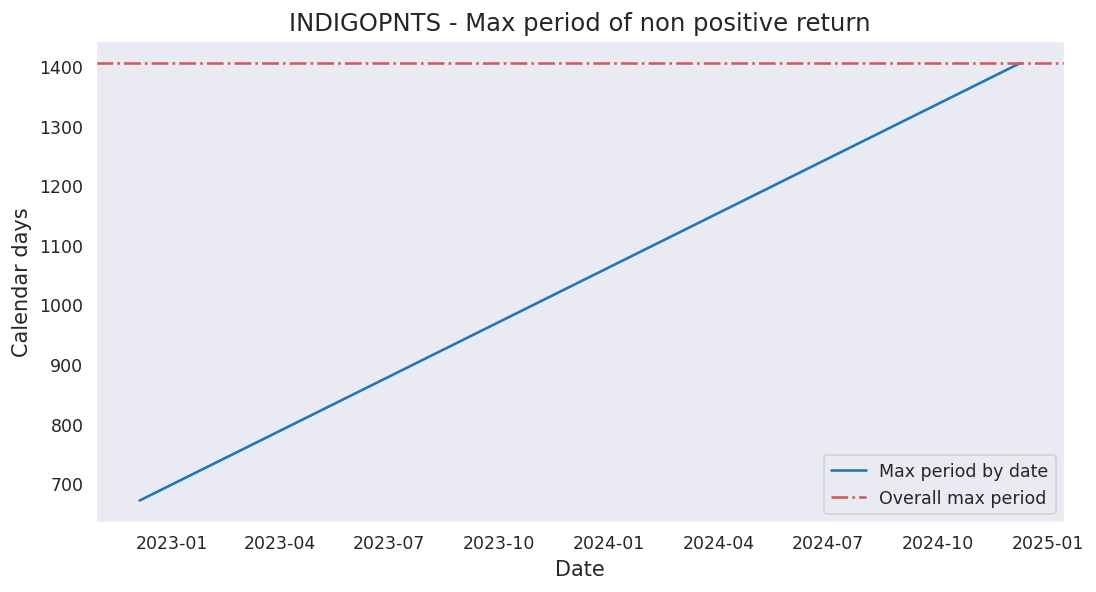 INDIGOPNTS - Max period of non positive return
Calendar days
1400
1300
1200
1100
1000
900
800
700
Max period by date
Overall max period
2023-01 2023-04 2023-07 2023-10 2024-01 2024-04 2024-07 2024-10 2025-01
Date